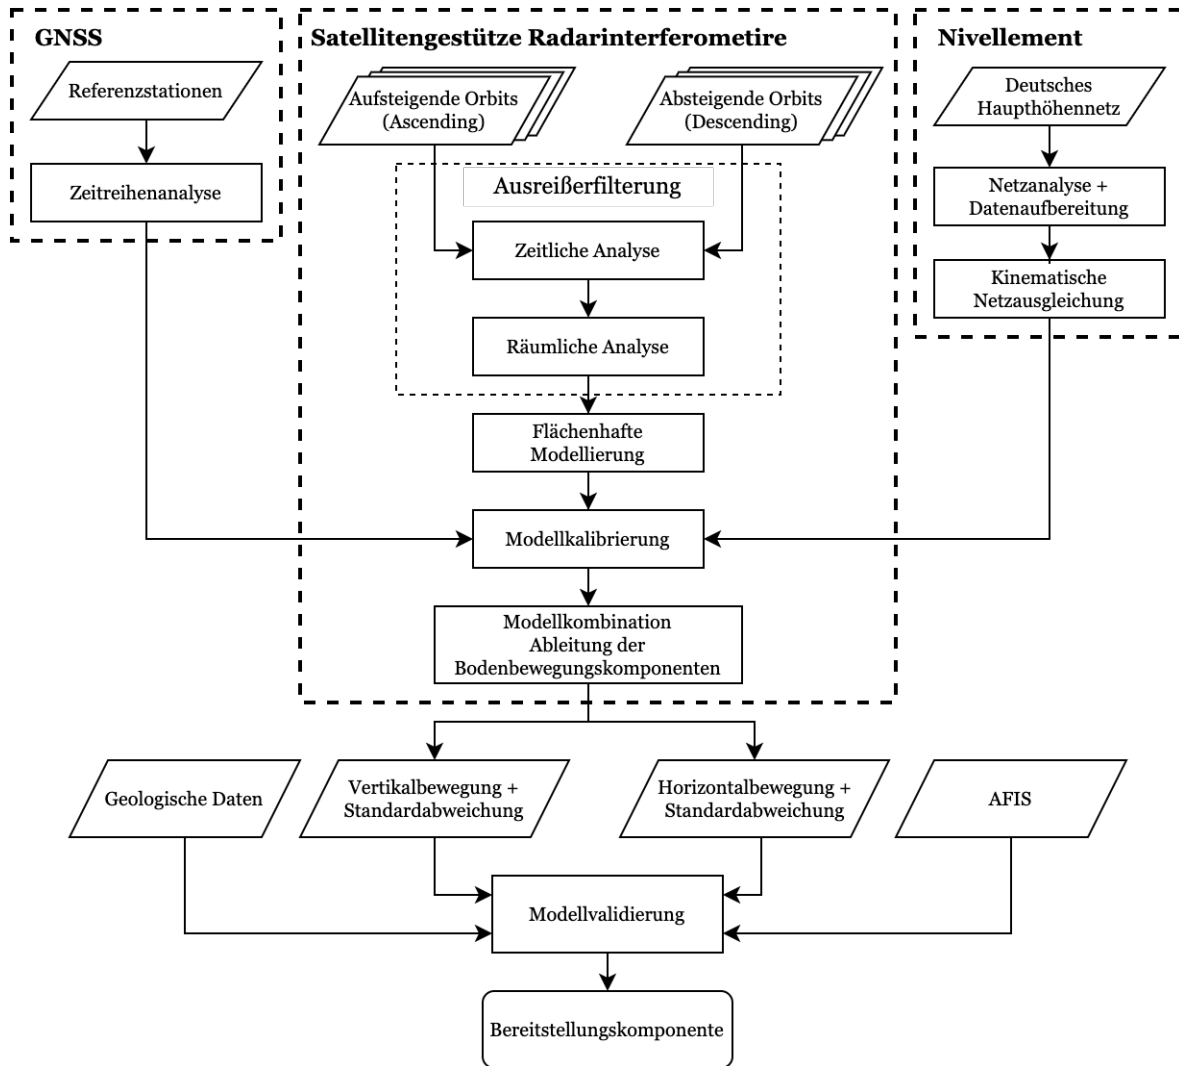 GNSS
Referenzstationen
Zeitreihenanalyse
Satellitengestütze Radarinterferometire
Aufsteigende Orbits
(Ascending)
Absteigende Orbits
(Descending)
Ausreißerfilterung
Zeitliche Analyse
Räumliche Analyse
Flächenhafte
Modellierung
Modellkalibrierung
Modellkombination
Ableitung der
Bodenbewegungskomponenten
Nivellement
Deutsches
Haupthöhennetz
Netzanalyse +
Datenaufbereitung
Kinematische
Netzausgleichung
Geologische Daten
Vertikalbewegung +
Standardabweichung
Horizontalbewegung +
Standardabweichung
AFIS
Modellvalidierung
Bereitstellungskomponente